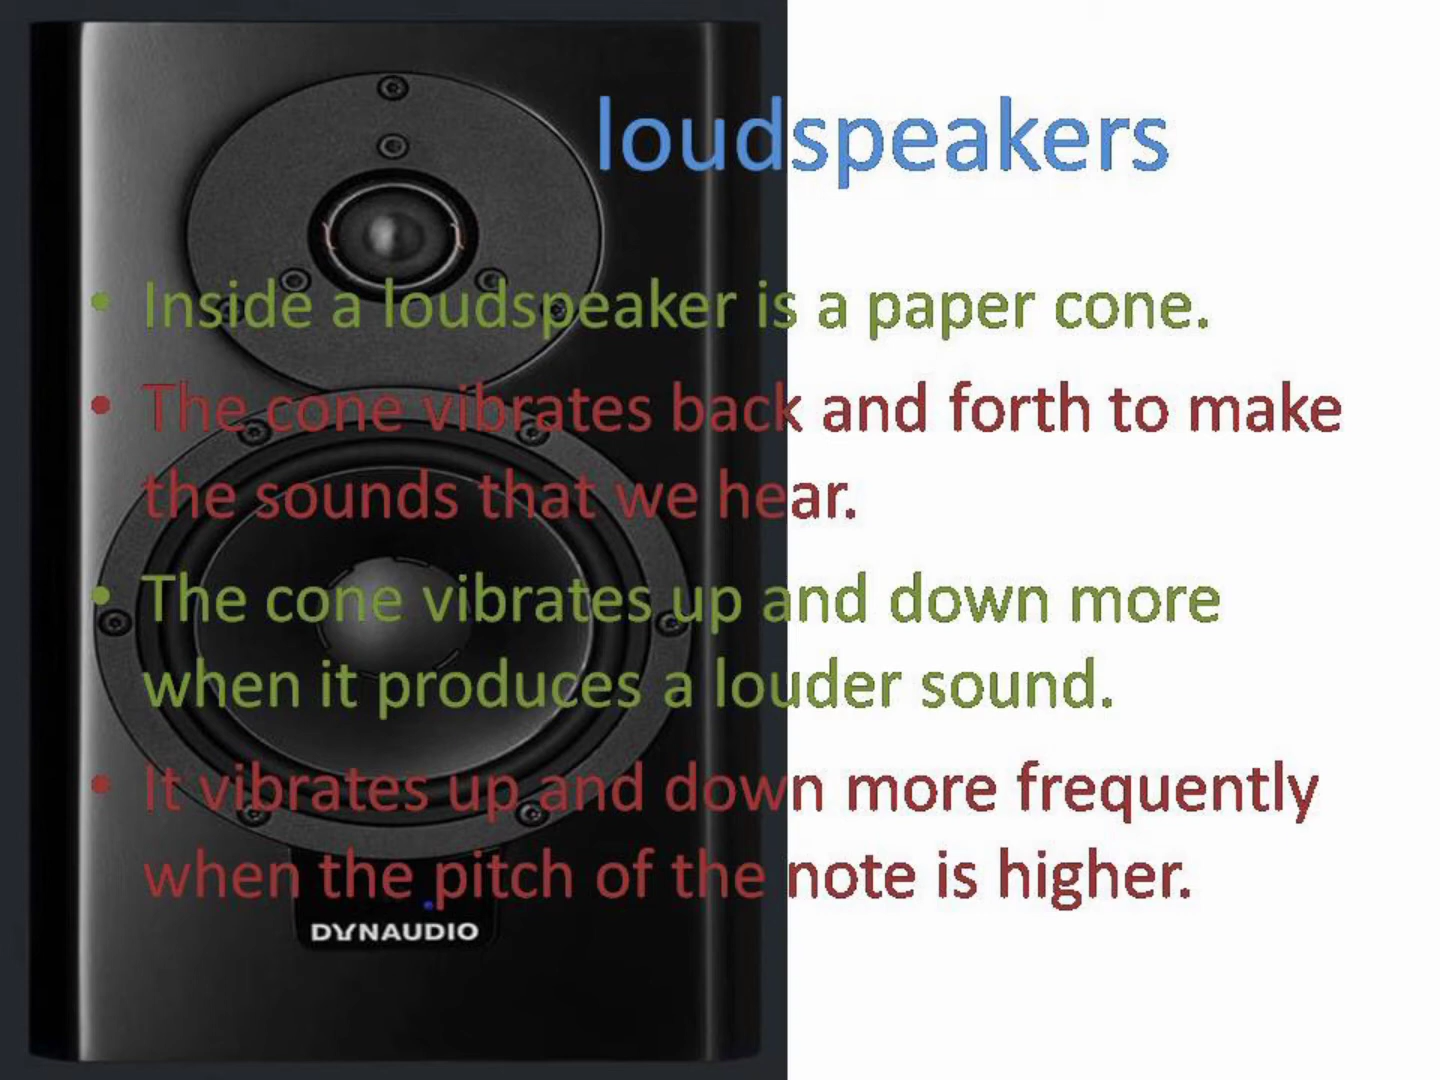 loudspeakers
• Inside a loudspeaker is a paper cone.
• The cone vibrates back and forth to make
the sounds that we hear.
• The cone vibrates up and down more
when it produces a louder sound.
• It vibrates up and down more frequently
when the pitch of the note is higher.
DYNAUDIO